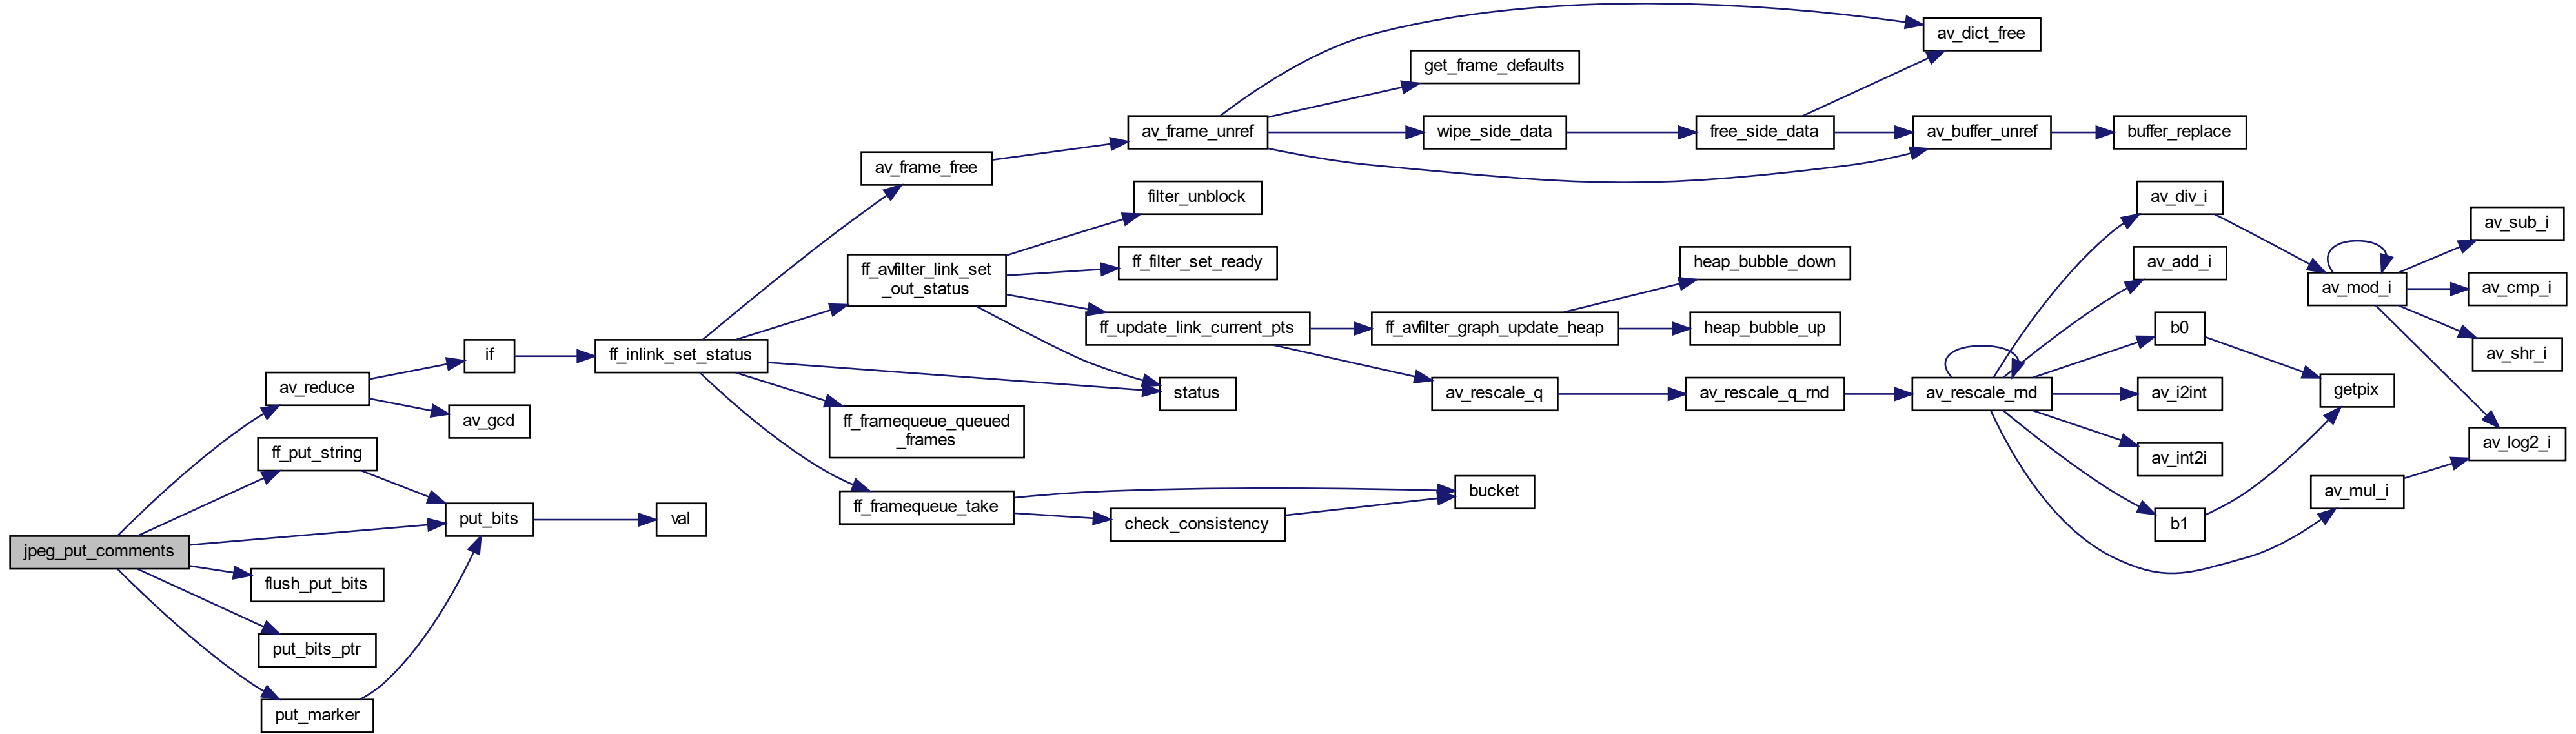 jpeg_put_comments
av_reduce
ff_put_string
flush_put_bits
put_bits_ptr
put_marker
if
av_gcd
put_bits
ff_inlink_set_status
val
av_frame_free
ff_avfilter_link_set
_out_status
ff_framequeue_queued
_frames
ff_framequeue_take
av_frame_unref
filter_unblock
ff_filter_set_ready
ff_update_link_current_pts
status
check_consistency
get_frame_defaults
wipe_side_data
ff_avfilter_graph_update_heap
av_rescale_q
bucket
free_side_data
heap_bubble_down
heap_bubble_up
av_rescale_q_rnd
av_dict_free
av_buffer_unref
av_rescale_rnd
buffer_replace
av_div_i
av_add_i
b0
av_i2int
av_int2i
b1
av_mod_i
getpix
av_mul_i
av_sub_i
av_cmp_i
av_shr_i
av_log2_i